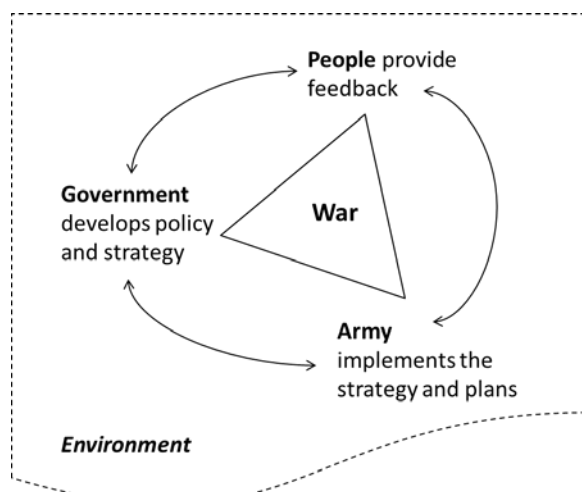 People provide
feedback
Government
develops policy
and strategy
War
Army
implements the
strategy and plans
Environment